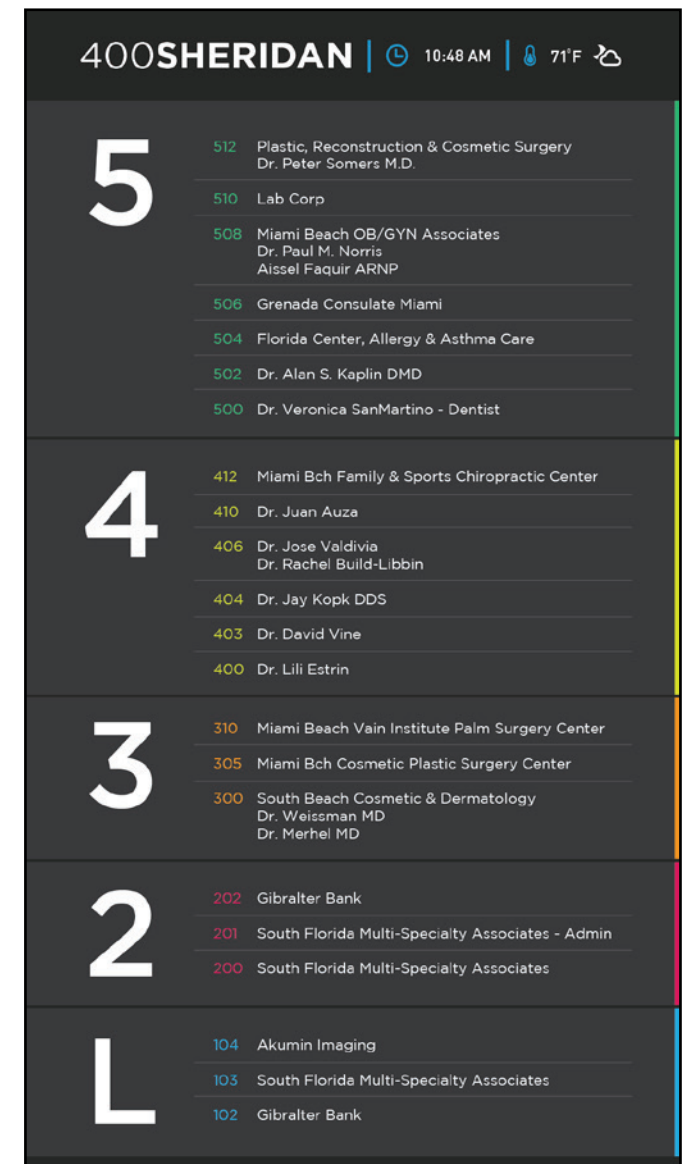 400SHERIDAN 10:48 AM 71°F
5
512 Plastic, Reconstruction & Cosmetic Surgery
Dr. Peter Somers M.D.
510 Lab Corp
508 Miami Beach OB/GYN Associates
Dr. Paul M. Norris
Aissel Faquir ARNP
506 Grenada Consulate Miami
504 Florida Center, Allergy & Asthma Care
502 Dr. Alan S. Kaplin DMD
500 Dr. Veronica SanMartino - Dentist
4
412 Miami Bch Family & Sports Chiropractic Center
410 Dr. Juan Auza
406 Dr. Jose Valdivia
Dr. Rachel Build-Libbin
404 Dr. Jay Kopk DDS
403 Dr. David Vine
400 Dr. Lili Estrin
3
310 Miami Beach Vain Institute Palm Surgery Center
305 Miami Bch Cosmetic Plastic Surgery Center
300 South Beach Cosmetic & Dermatology
Dr. Weissman MD
Dr. Merhel MD
2
202 Gibralter Bank
201 South Florida Multi-Specialty Associates - Admin
200 South Florida Multi-Specialty Associates
L
104 Akumin Imaging
103 South Florida Multi-Specialty Associates
102 Gibralter Bank